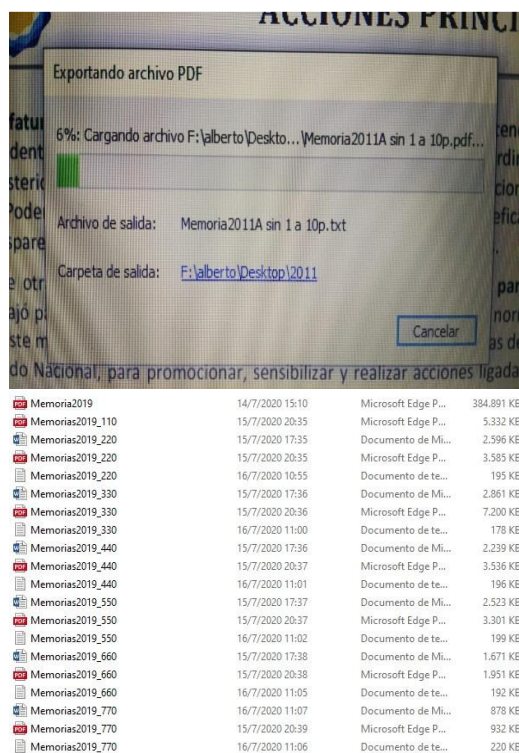 ACCIONES PRINCI
Exportando archivo PDF
6%: Cargando archivo F:\alberto\Deskto...\Memoria2011A sin 1 a 10p.pdf...
Archivo de salida: Memoria2011A sin 1 a 10p.txt
Carpeta de salida: F:\alberto\Desktop\2011
Cancelar
do Nacional, para promocionar, sensibilizar y realizar acciones ligada
Memoria2019 14/7/2020 15:10 Microsoft Edge P... 384.891 KB
Memorias2019_110 15/7/2020 20:35 Microsoft Edge P... 5.332 KB
Memorias2019_220 15/7/2020 17:35 Documento de Mi... 2.596 KB
Memorias2019_220 15/7/2020 20:35 Microsoft Edge P... 3.585 KB
Memorias2019_220 16/7/2020 10:55 Documento de te... 195 KB
Memorias2019_330 15/7/2020 17:36 Documento de Mi... 2.861 KB
Memorias2019_330 15/7/2020 20:36 Microsoft Edge P... 7.200 KB
Memorias2019_330 16/7/2020 11:00 Documento de te... 178 KB
Memorias2019_440 15/7/2020 17:36 Documento de Mi... 2.239 KB
Memorias2019_440 15/7/2020 20:37 Microsoft Edge P... 3.536 KB
Memorias2019_440 16/7/2020 11:01 Documento de te... 196 KB
Memorias2019_550 15/7/2020 17:37 Documento de Mi... 2.523 KB
Memorias2019_550 15/7/2020 20:37 Microsoft Edge P... 3.301 KB
Memorias2019_550 16/7/2020 11:02 Documento de te... 199 KB
Memorias2019_660 15/7/2020 17:38 Documento de Mi... 1.671 KB
Memorias2019_660 15/7/2020 20:38 Microsoft Edge P... 1.951 KB
Memorias2019_660 16/7/2020 11:05 Documento de te... 192 KB
Memorias2019_770 16/7/2020 11:07 Documento de Mi... 878 KB
Memorias2019_770 15/7/2020 20:39 Microsoft Edge P... 932 KB
Memorias2019_770 16/7/2020 11:06 Documento de te... 220 KB